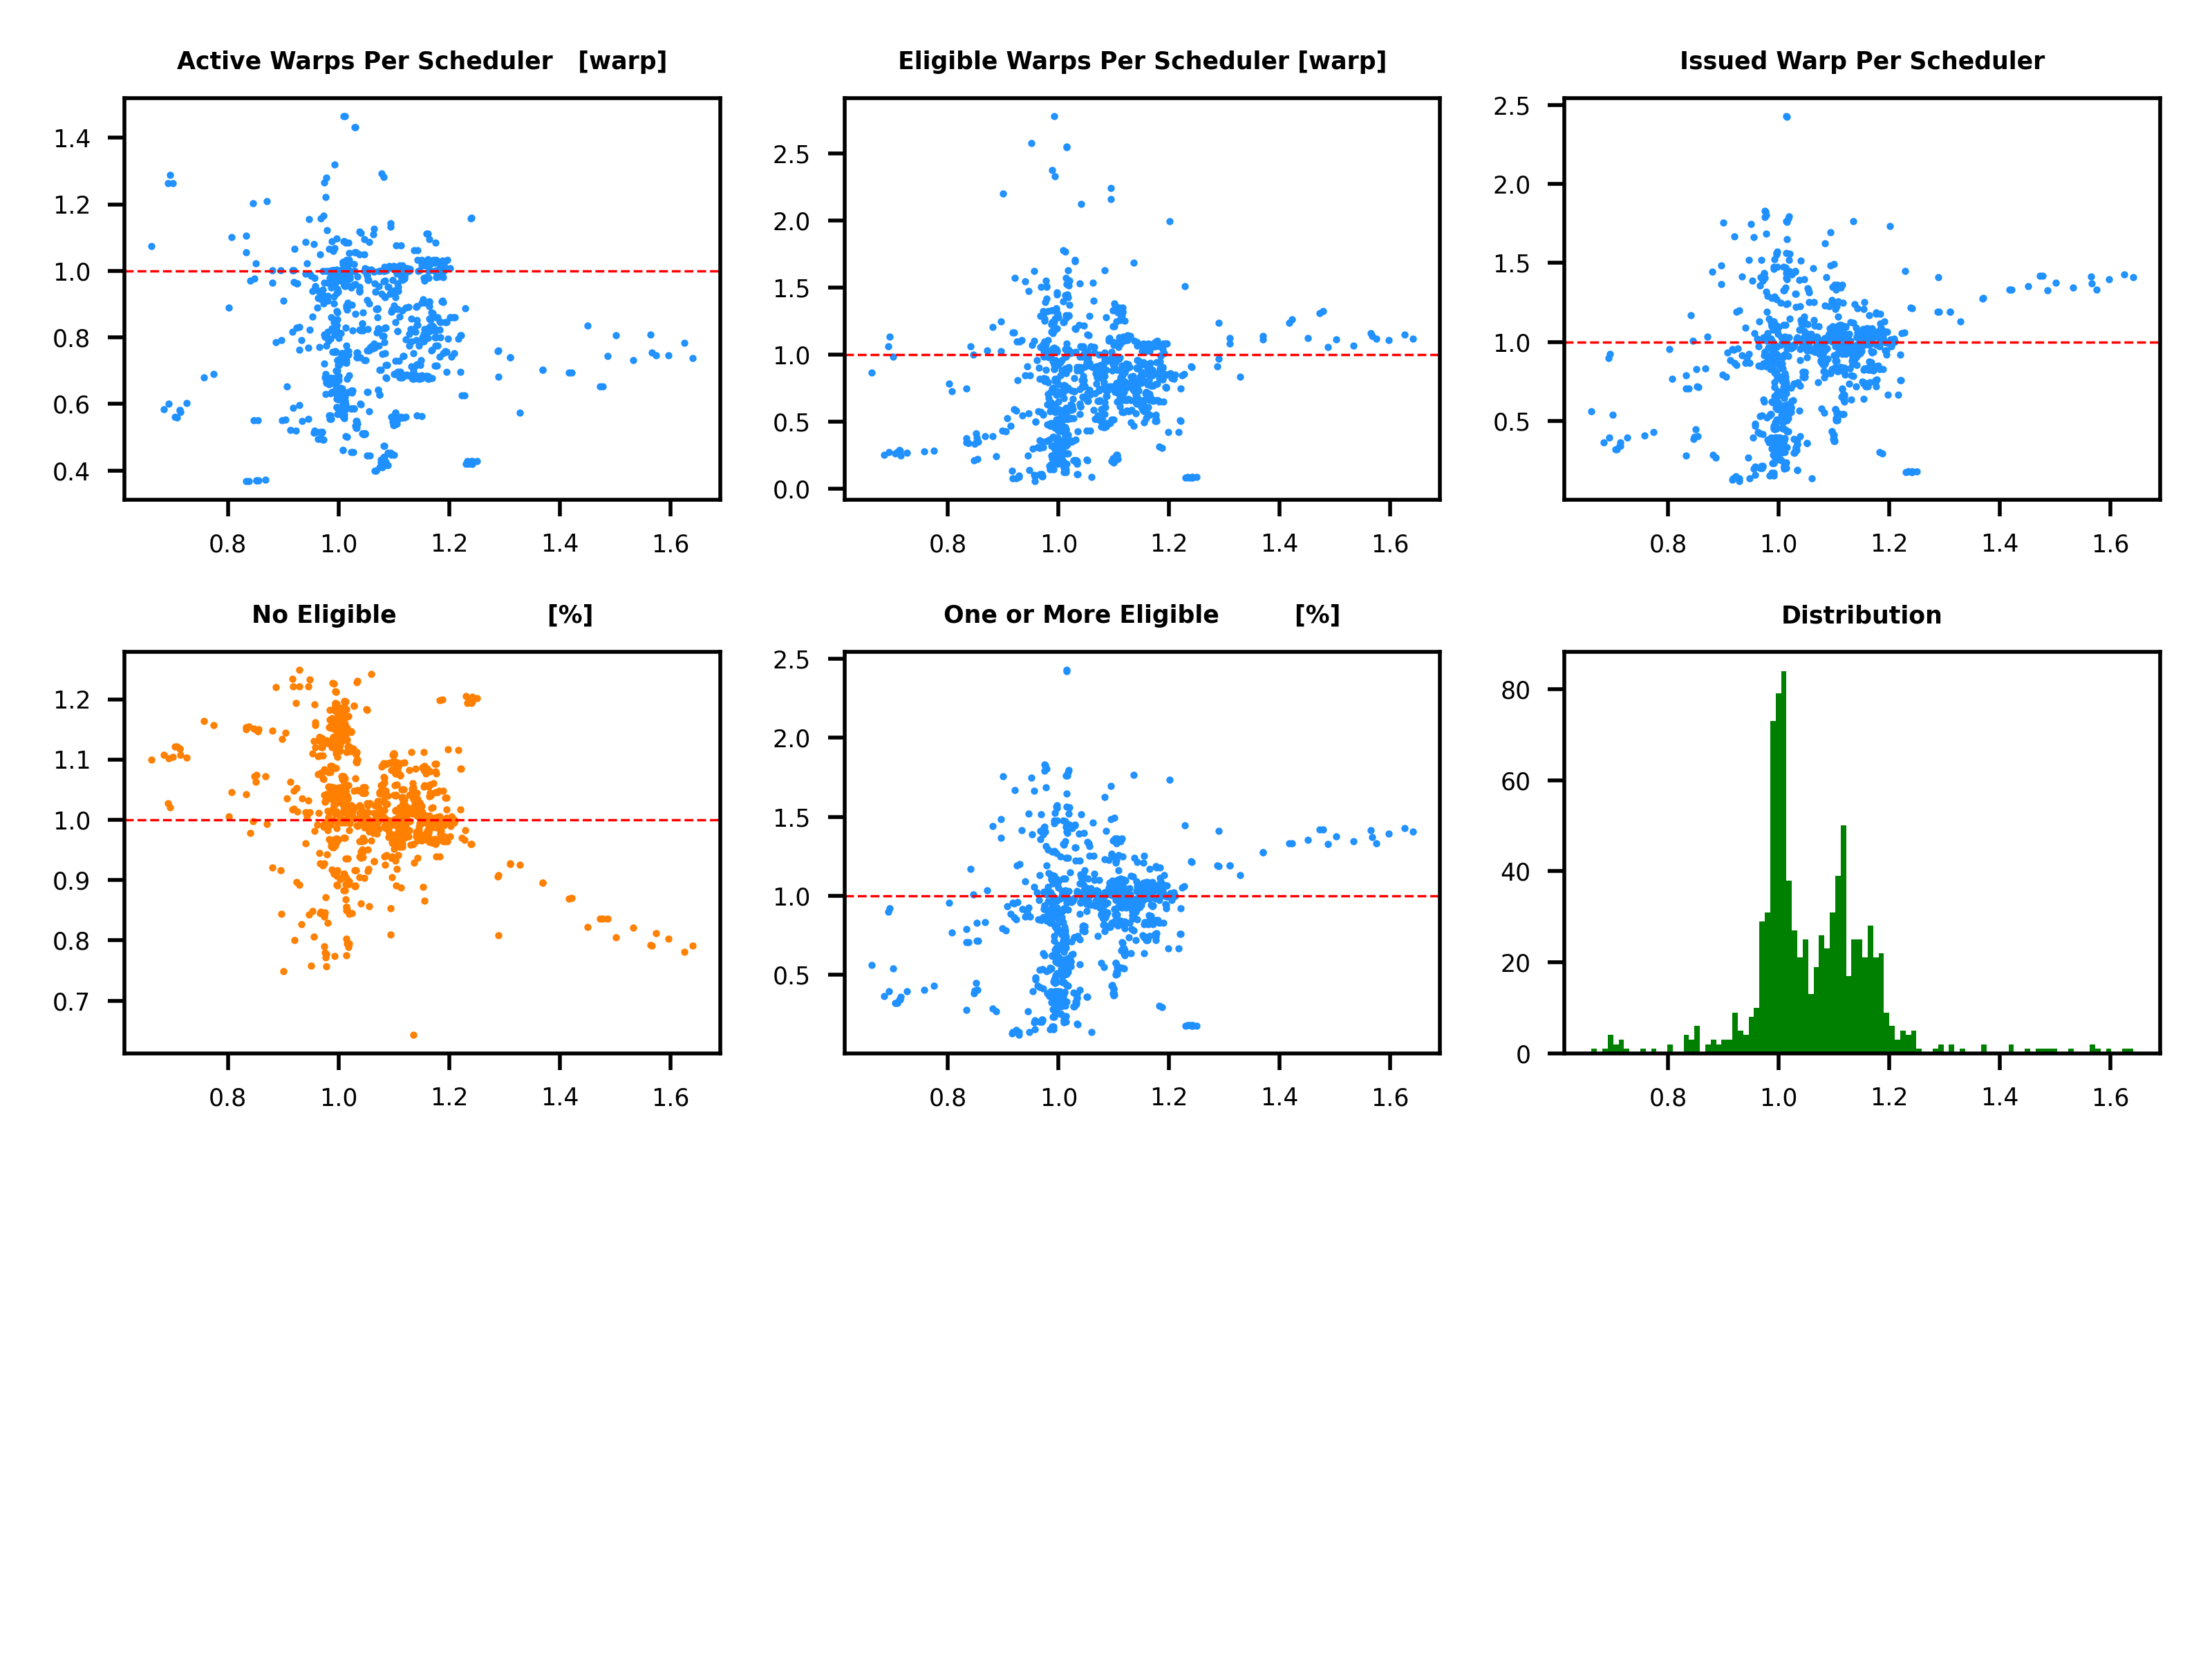 Active Warps Per Scheduler [warp]
Eligible Warps Per Scheduler [warp]
Issued Warp Per Scheduler
1.4
1.2
1.0
0.8
0.6
0.4
0.8 1.0 1.2 1.4 1.6
2.5
2.0
1.5
1.0
0.5
0.0
0.8 1.0 1.2 1.4 1.6
2.5
2.0
1.5
1.0
0.5
0.8 1.0 1.2 1.4 1.6
No Eligible [%]
One or More Eligible [%]
Distribution
1.2
1.1
1.0
0.9
0.8
0.7
0.8 1.0 1.2 1.4 1.6
2.5
2.0
1.5
1.0
0.5
0.8 1.0 1.2 1.4 1.6
80
60
40
20
0
0.8 1.0 1.2 1.4 1.6